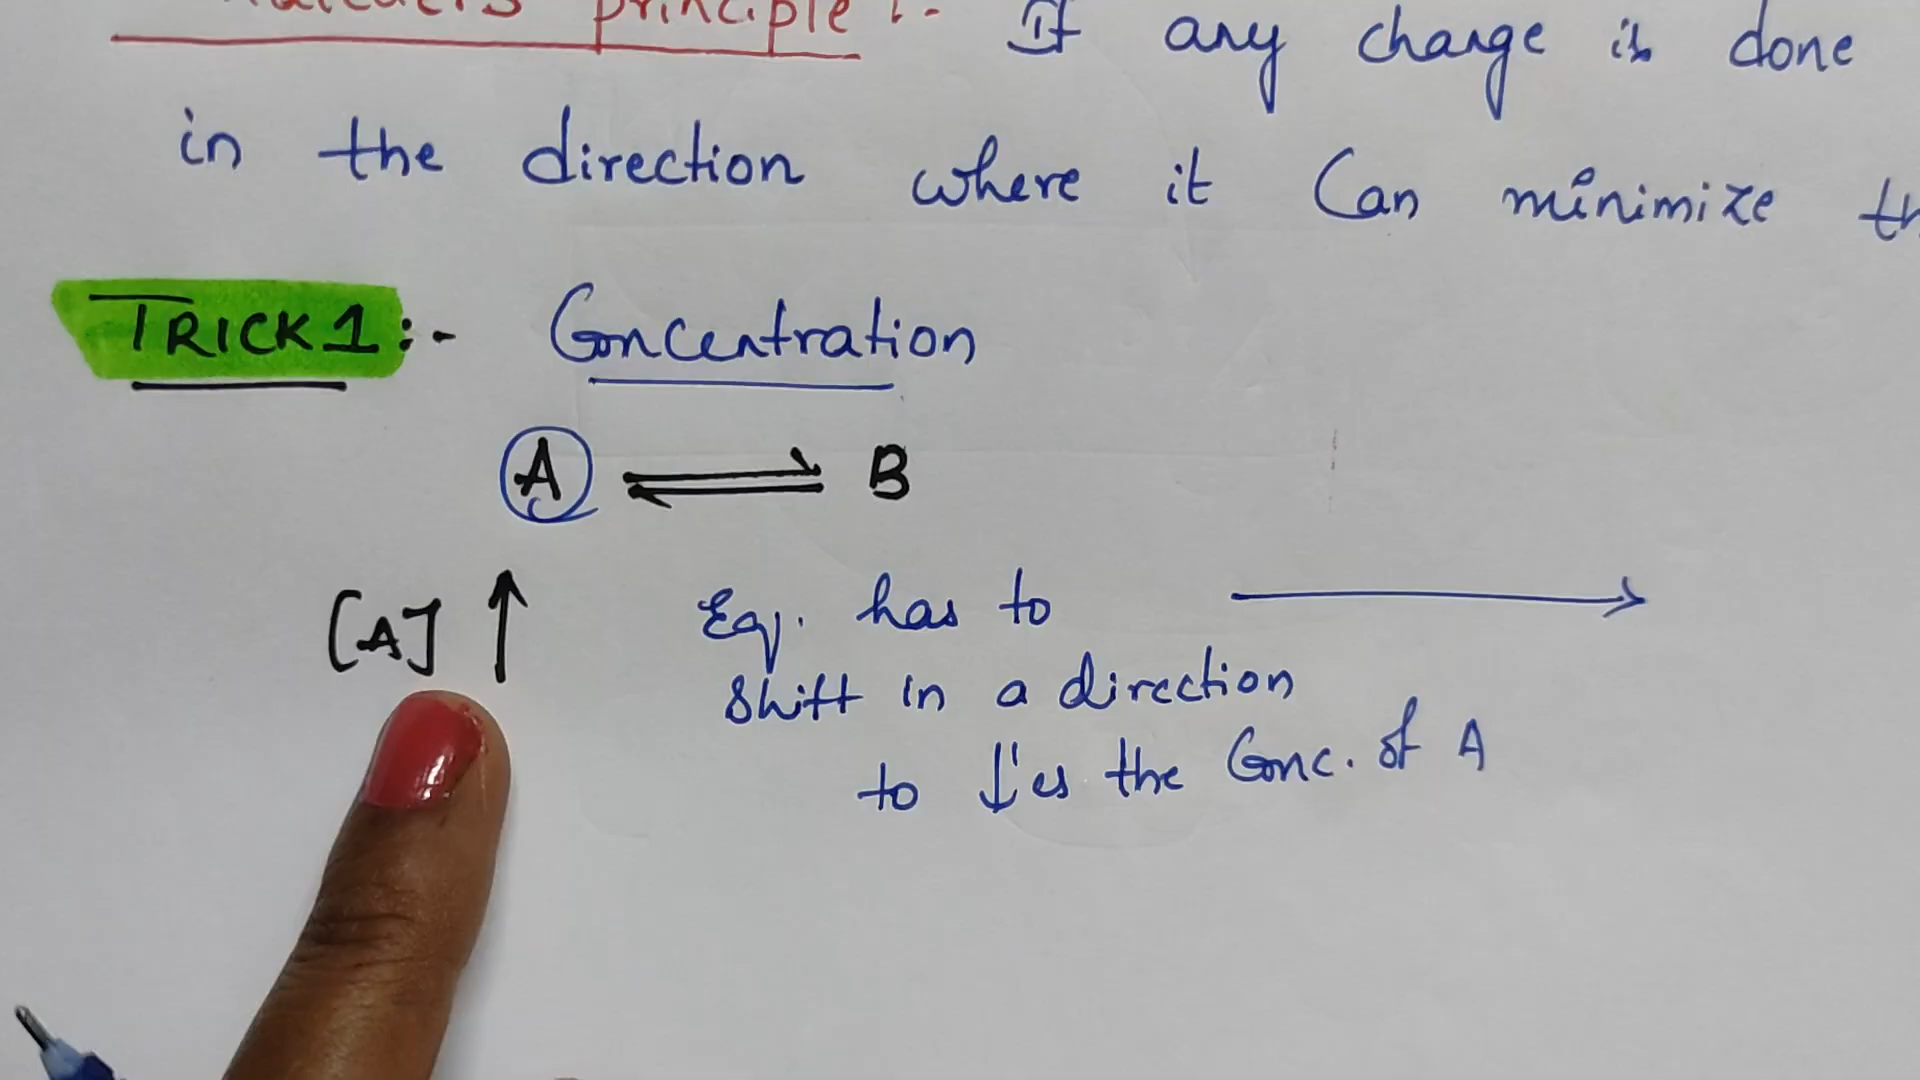 principle :- If any change is done
in the direction where it Can minimize
TRICK 1 :- Concentration
A ⇌ B
[A] ↑ Eq. has to →
Shift in a direction
to ↓'es the Conc. of A